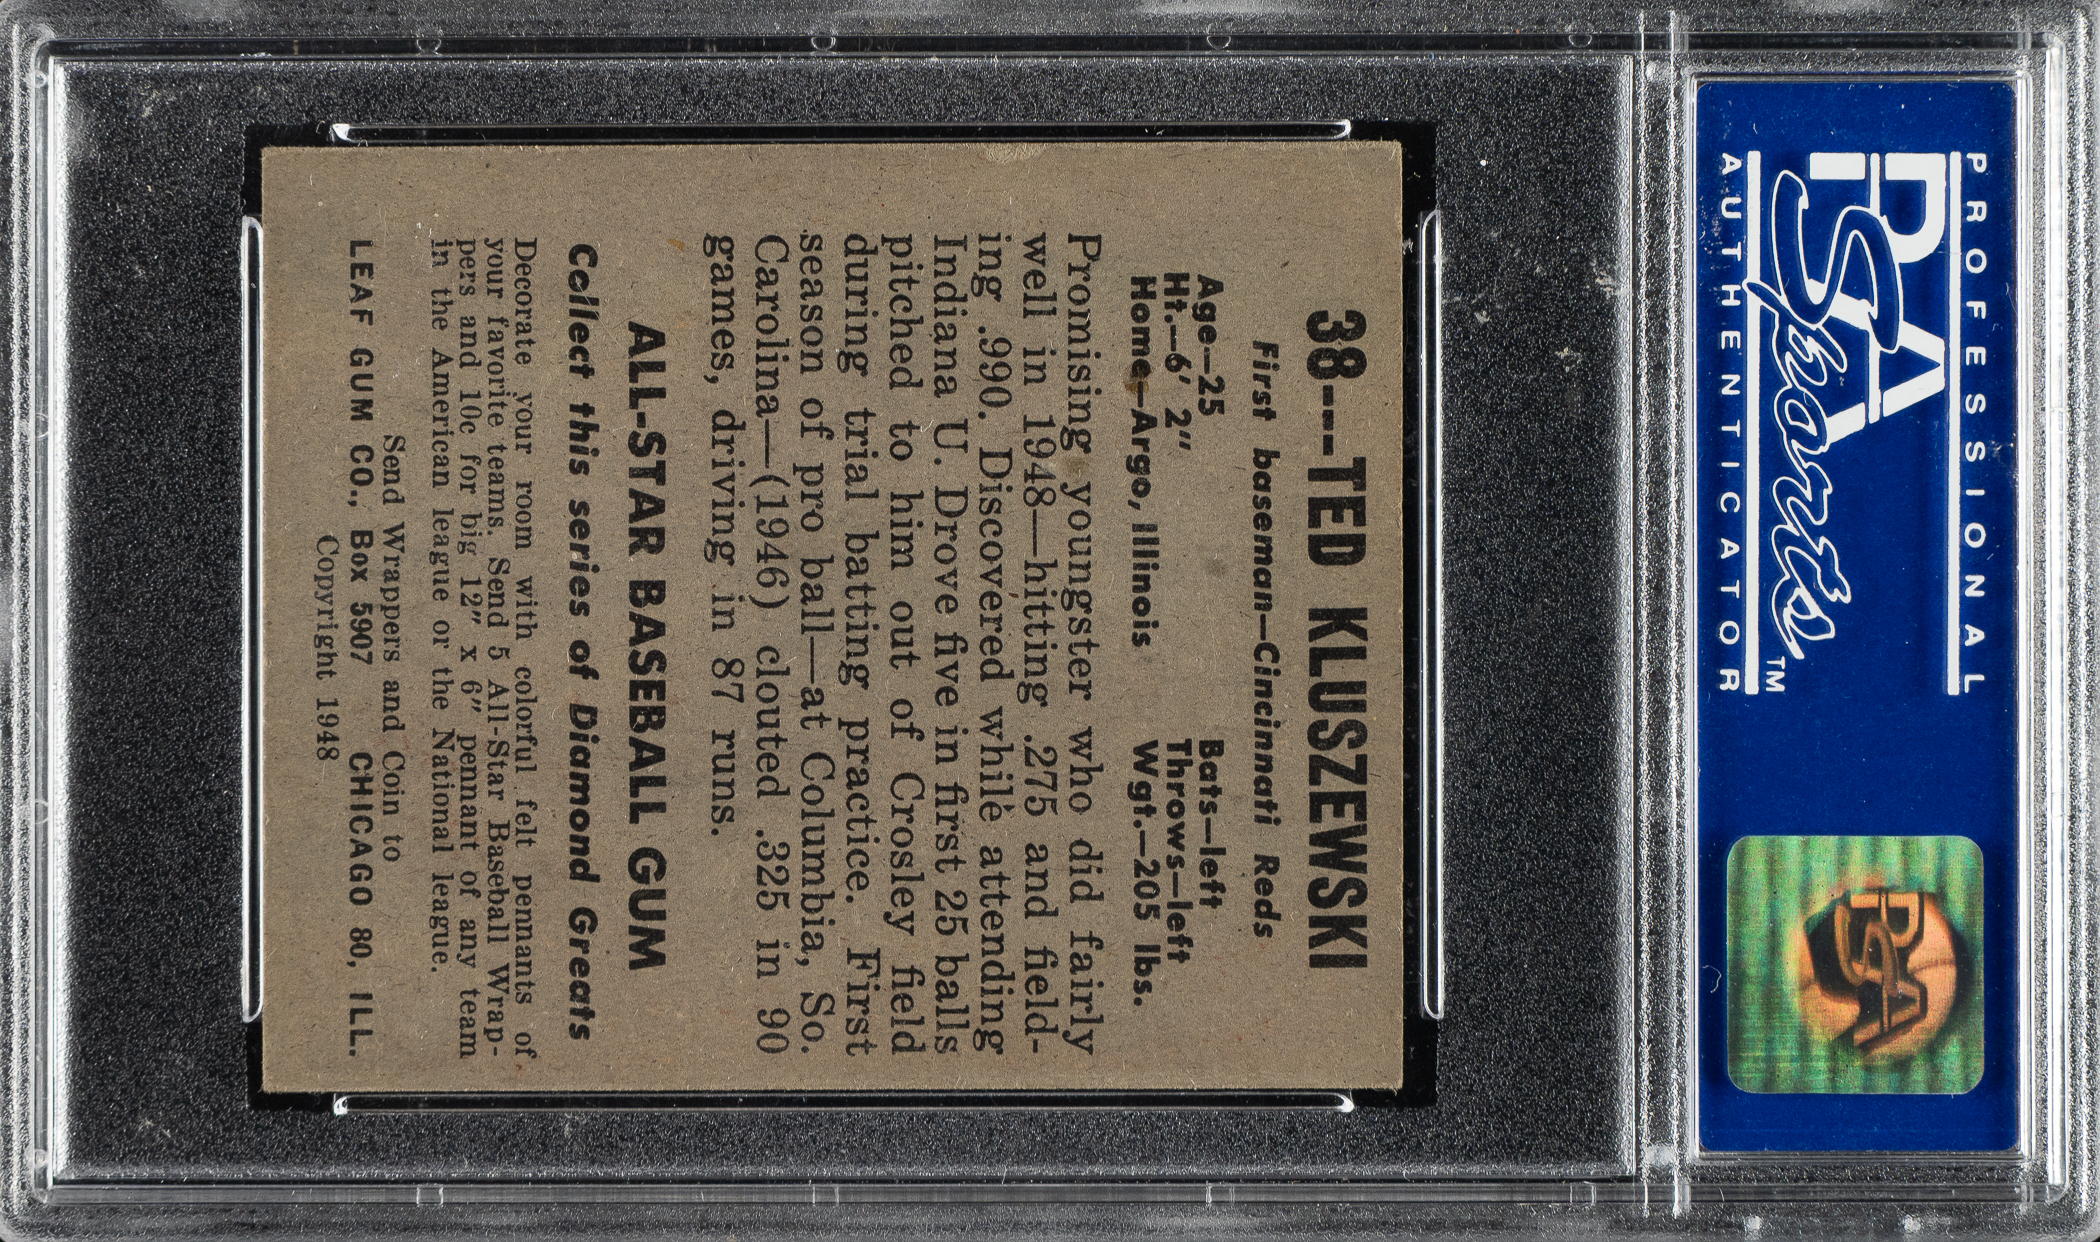 PROFESSIONAL
PSA
Sports™
AUTHENTICATOR
PSA
38---TED KLUSZEWSKI
First baseman—Cincinnati Reds
Age—25 Bats—left
Ht.—6' 2" Throws—left
Home—Argo, Illinois Wgt.—205 lbs.
Promising youngster who did fairly
well in 1948—hitting .275 and field-
ing .990. Discovered while attending
Indiana U. Drove five in first 25 balls
pitched to him out of Crosley field
during trial batting practice. First
season of pro ball—at Columbia, So.
Carolina—(1946) clouted .325 in 90
games, driving in 87 runs.
ALL-STAR BASEBALL GUM
Collect this series of Diamond Greats
Decorate your room with colorful felt pennants of
your favorite teams. Send 5 All-Star Baseball Wrap-
pers and 10c for big 12" x 6" pennant of any team
in the American league or the National league.
Send Wrappers and Coin to
LEAF GUM CO., Box 5907 CHICAGO 80, ILL.
Copyright 1948